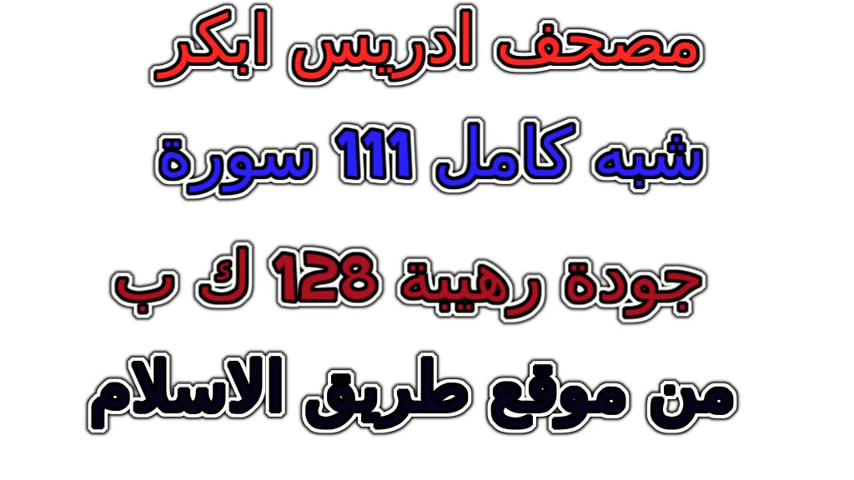 مصحف ادريس ابكر
شبه كامل 111 سورة
جودة رهيبة 128 ك ب
من موقع طريق الاسلام